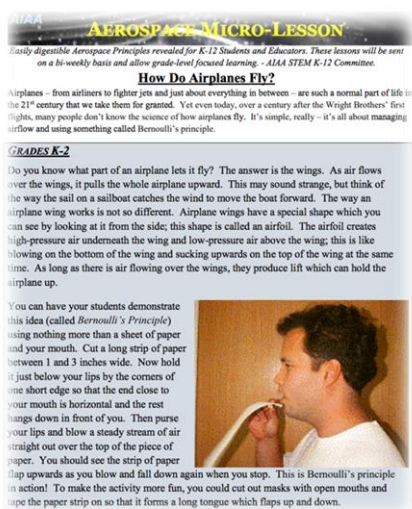 AIAA
AEROSPACE MICRO-LESSON
Easily digestible Aerospace Principles revealed for K-12 Students and Educators. These lessons will be sent
on a bi-weekly basis and allow grade-level focused learning. - AIAA STEM K-12 Committee.
How Do Airplanes Fly?
Airplanes – from airliners to fighter jets and just about everything in between – are such a normal part of life in
the 21st century that we take them for granted. Yet even today, over a century after the Wright Brothers' first
flights, many people don't know the science of how airplanes fly. It's simple, really – it's all about managing
airflow and using something called Bernoulli's principle.
GRADES K-2
Do you know what part of an airplane lets it fly? The answer is the wings. As air flows
over the wings, it pulls the whole airplane upward. This may sound strange, but think of
the way the sail on a sailboat catches the wind to move the boat forward. The way an
airplane wing works is not so different. Airplane wings have a special shape which you
can see by looking at it from the side; this shape is called an airfoil. The airfoil creates
high-pressure air underneath the wing and low-pressure air above the wing; this is like
blowing on the bottom of the wing and sucking upwards on the top of the wing at the same
time. As long as there is air flowing over the wings, they produce lift which can hold the
airplane up.
You can have your students demonstrate
this idea (called Bernoulli's Principle)
using nothing more than a sheet of paper
and your mouth. Cut a long strip of paper
between 1 and 3 inches wide. Now hold
it just below your lips by the corners of
one short edge so that the end close to
your mouth is horizontal and the rest
hangs down in front of you. Then purse
your lips and blow a steady stream of air
straight out over the top of the piece of
paper. You should see the strip of paper
flap upwards as you blow and fall down again when you stop. This is Bernoulli's principle
in action! To make the activity more fun, you could cut out masks with open mouths and
tape the paper strip on so that it forms a long tongue which flaps up and down.